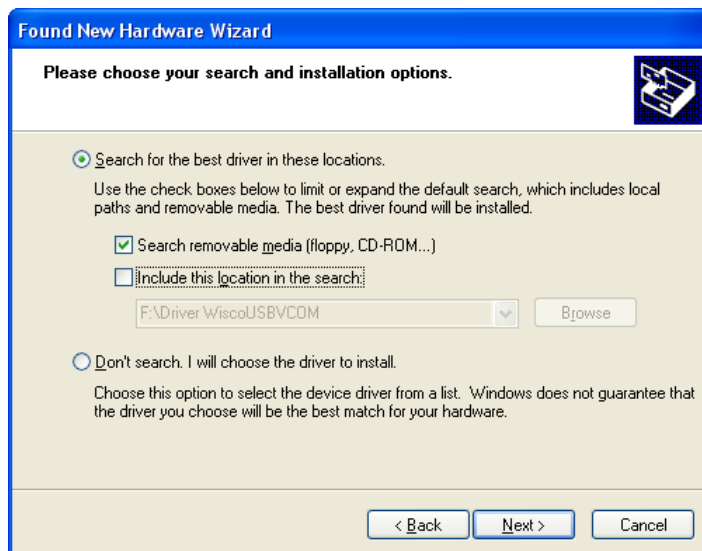 Found New Hardware Wizard
Please choose your search and installation options.
Search for the best driver in these locations.
Use the check boxes below to limit or expand the default search, which includes local
paths and removable media. The best driver found will be installed.
Search removable media (floppy, CD-ROM...)
Include this location in the search:
F:\Driver WiscoUSBVCOM
Browse
Don't search. I will choose the driver to install.
Choose this option to select the device driver from a list.  Windows does not guarantee that
the driver you choose will be the best match for your hardware.
< Back
Next >
Cancel